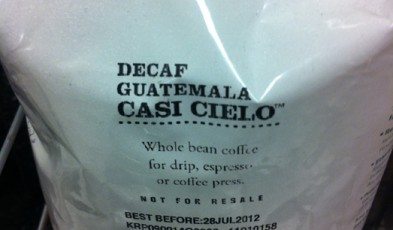 DECAF
GUATEMALA
CASI CIELO™
Whole bean coffee
for drip, espresso
or coffee press.
NOT FOR RESALE
BEST BEFORE:28JUL2012